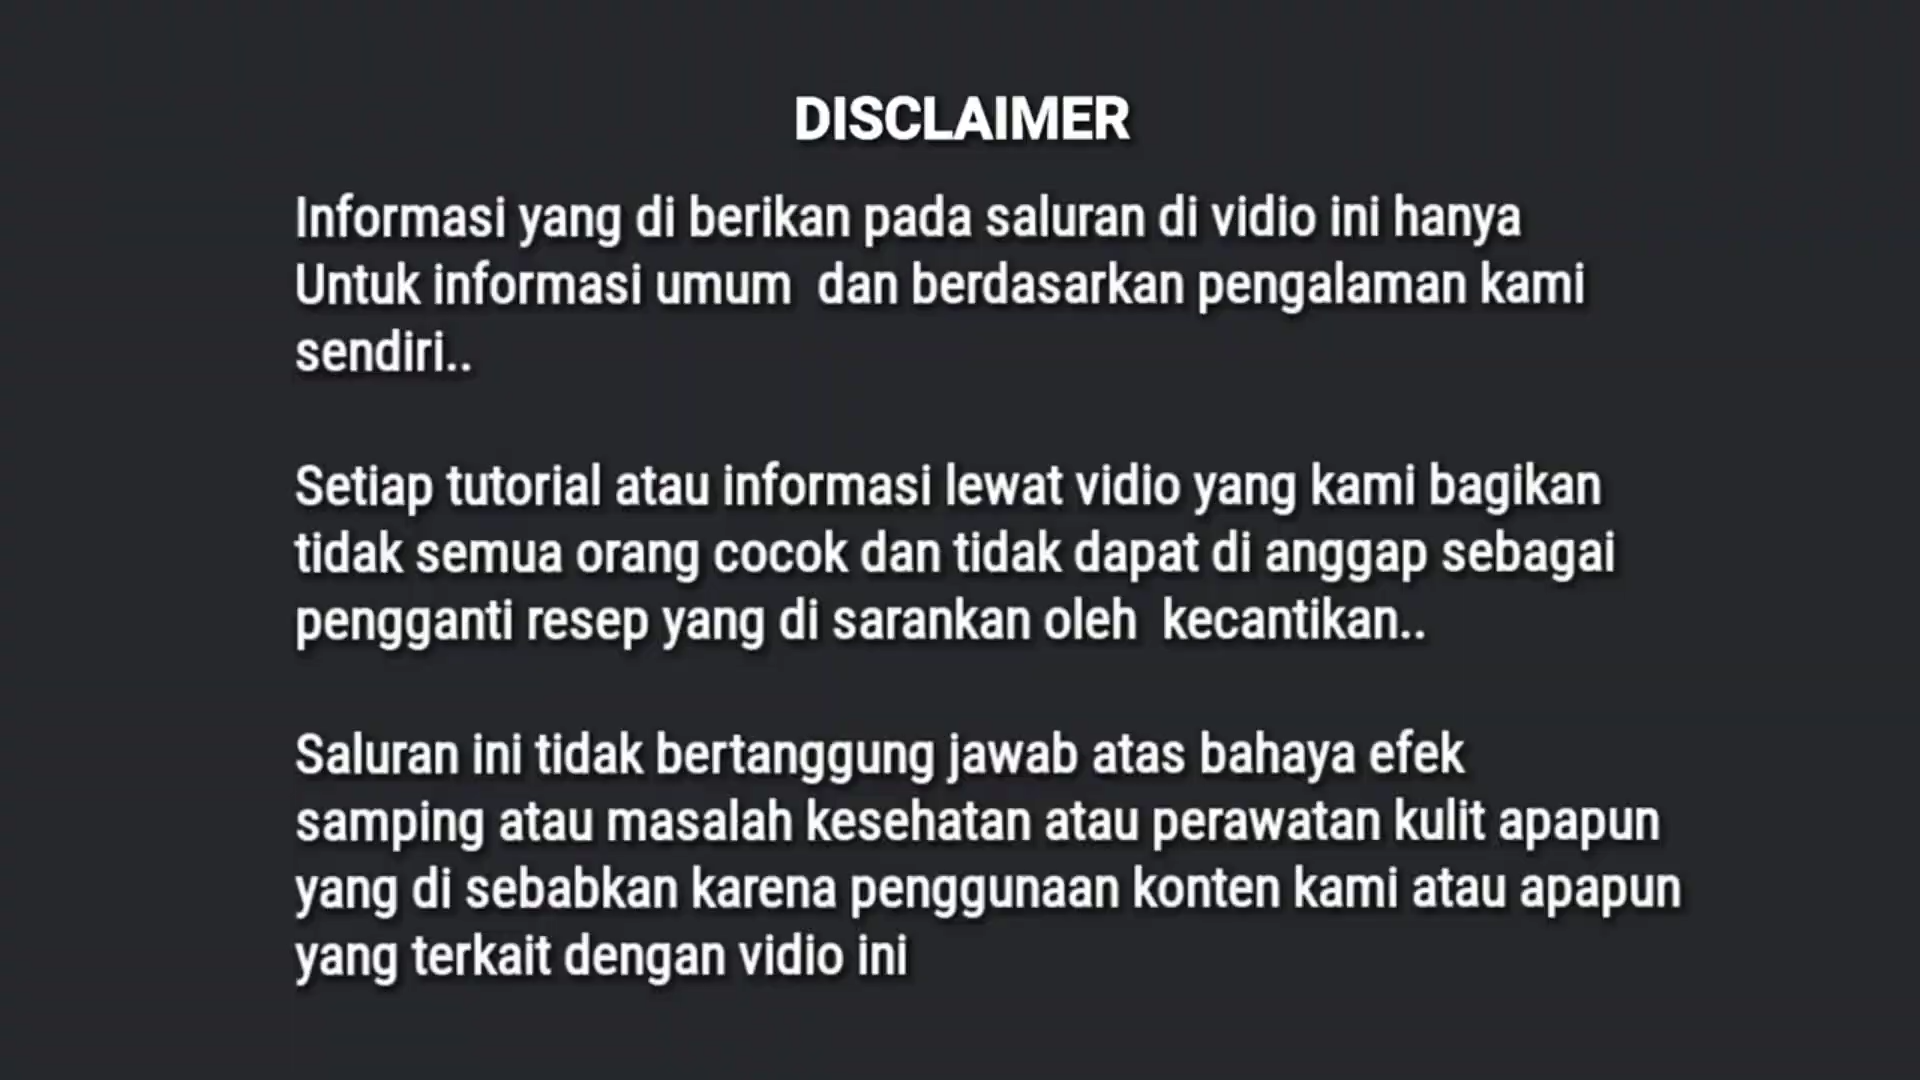 DISCLAIMER
Informasi yang di berikan pada saluran di vidio ini hanya
Untuk informasi umum  dan berdasarkan pengalaman kami
sendiri..
Setiap tutorial atau informasi lewat vidio yang kami bagikan
tidak semua orang cocok dan tidak dapat di anggap sebagai
pengganti resep yang di sarankan oleh  kecantikan..
Saluran ini tidak bertanggung jawab atas bahaya efek
samping atau masalah kesehatan atau perawatan kulit apapun
yang di sebabkan karena penggunaan konten kami atau apapun
yang terkait dengan vidio ini